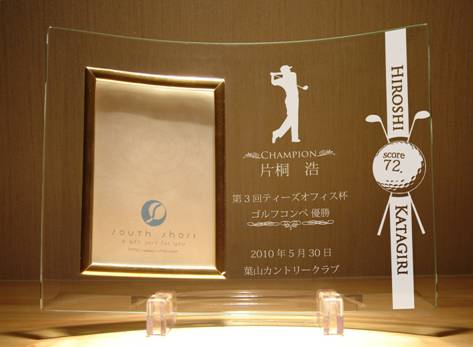 south shore
a gift just for you
CHAMPION
片桐 浩
第3回ティーズオフィス杯
ゴルフコンペ 優勝
2010年5月30日
葉山カントリークラブ
HIROSHI
score
72.
KATAGIRI